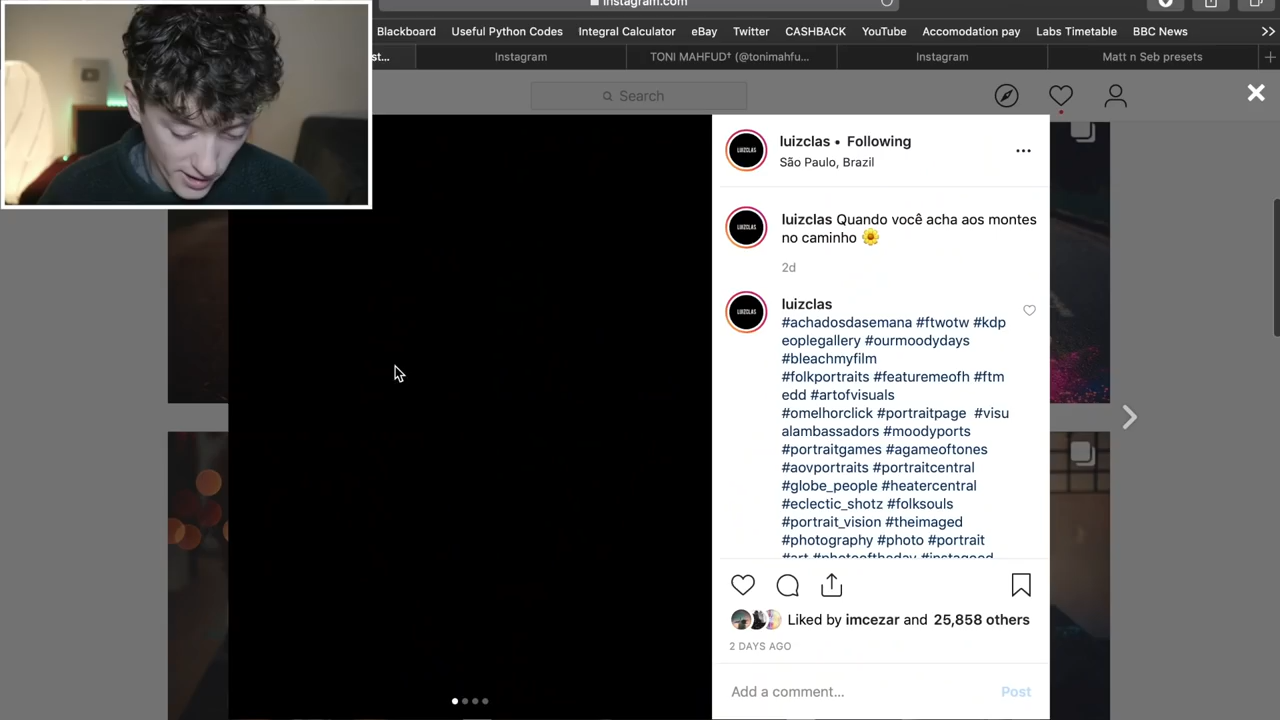 instagram.com
Blackboard Useful Python Codes Integral Calculator eBay Twitter CASHBACK YouTube Accomodation pay Labs Timetable BBC News
st... Instagram TONI MAHFUD† (@tonimahfu... Instagram Matt n Seb presets
Search
luizclas • Following
São Paulo, Brazil
luizclas Quando você acha aos montes
no caminho
2d
luizclas
#achadosdasemana #ftwotw #kdp
eoplegallery #ourmoodydays
#bleachmyfilm
#folkportraits #featuremeofh #ftm
edd #artofvisuals
#omelhorclick #portraitpage #visu
alambassadors #moodyports
#portraitgames #agameoftones
#aovportraits #portraitcentral
#globe_people #heatercentral
#eclectic_shotz #folksouls
#portrait_vision #theimaged
#photography #photo #portrait
#art #photooftheday #instagood
Liked by imcezar and 25,858 others
2 DAYS AGO
Add a comment... Post